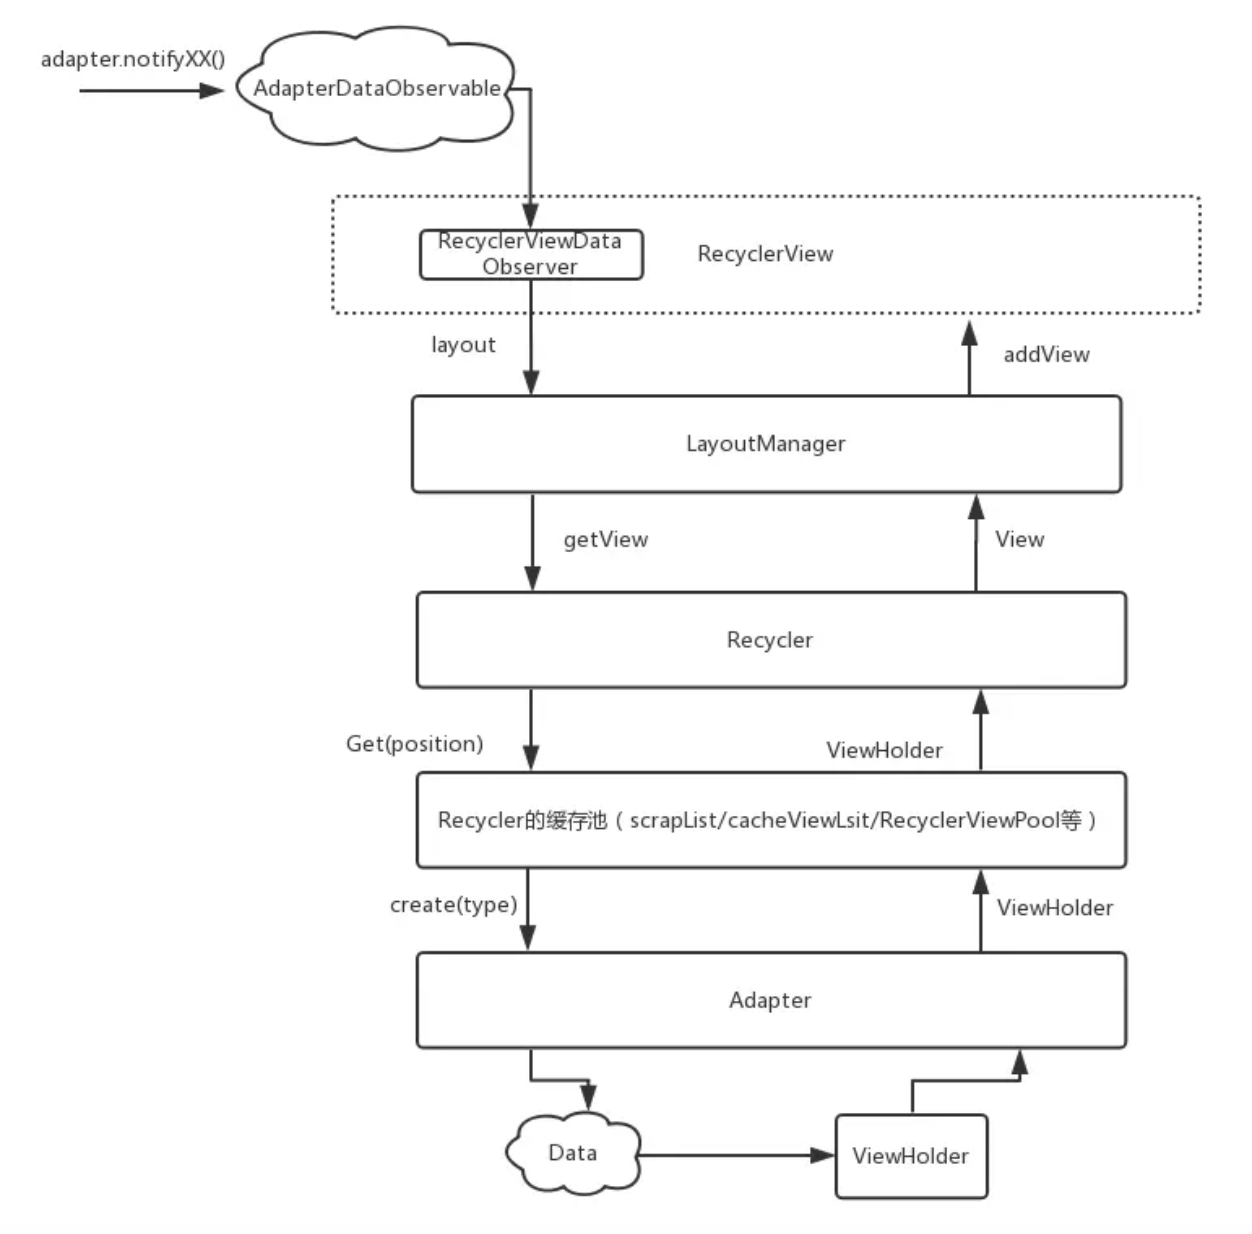 adapter.notifyXX()
AdapterDataObservable
RecyclerViewData
Observer
RecyclerView
layout
addView
LayoutManager
getView
View
Recycler
Get(position)
ViewHolder
Recycler的缓存池（scrapList/cacheViewLsit/RecyclerViewPool等）
create(type)
ViewHolder
Adapter
Data
ViewHolder